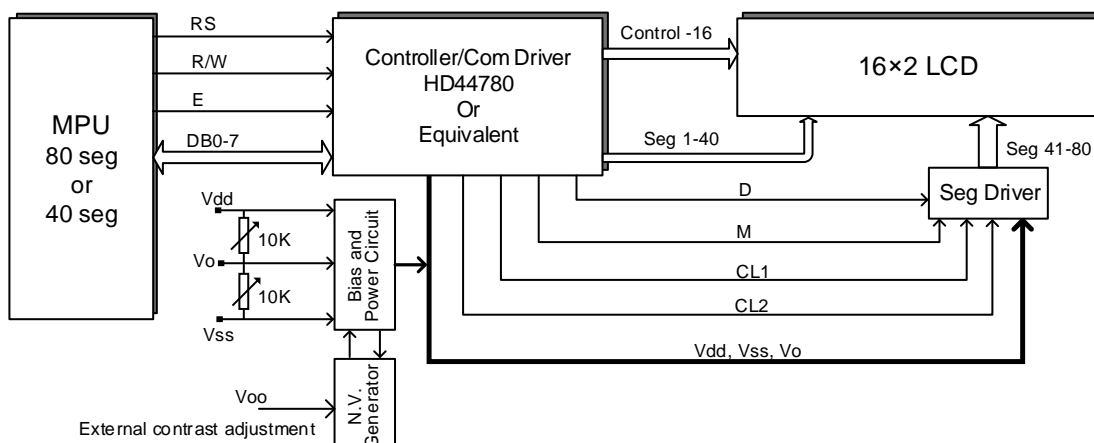 RS
R/W
E
DB0-7
MPU
80 seg
or
40 seg
Controller/Com Driver
HD44780
Or
Equivalent
Control -16
16×2 LCD
Seg 1-40
Seg 41-80
Seg Driver
D
M
CL1
CL2
Vdd, Vss, Vo
Vdd
10K
Vo
10K
Vss
Bias and
Power Circuit
N.V.
Generator
Voo
External contrast adjustment